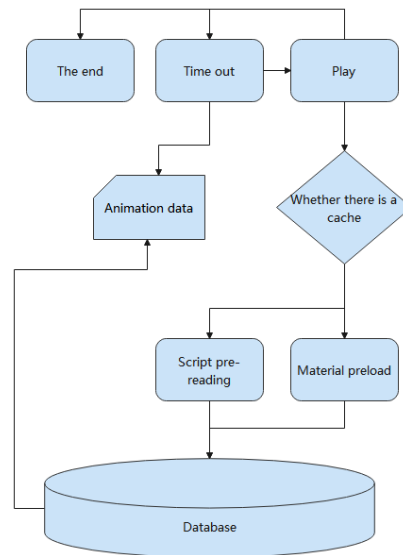 The end
Time out
Play
Animation data
Whether there is a
cache
Script pre-
reading
Material preload
Database